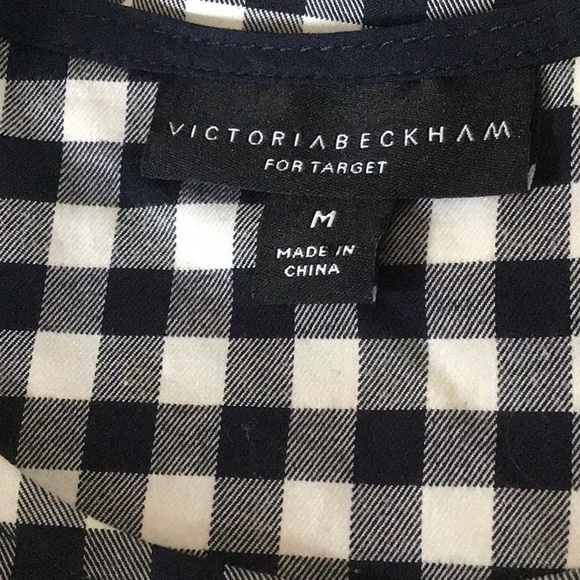 VICTORIABECKHAM
FOR TARGET
M
MADE IN
CHINA